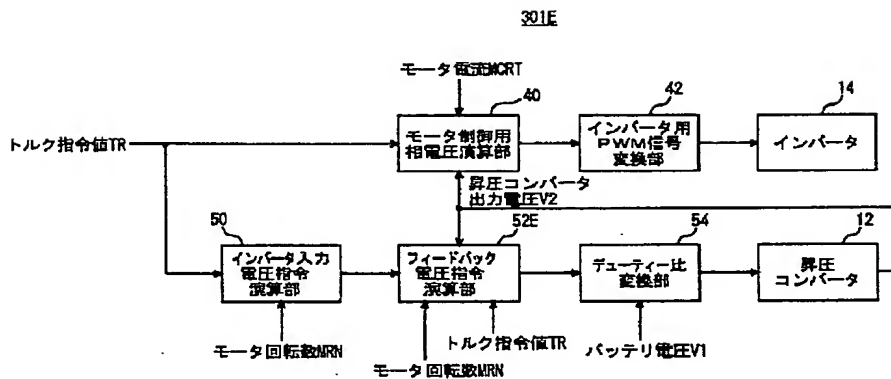 301E
モータ電流MCRT
40
42
14
トルク指令値TR
モータ制御用
相電圧演算部
インバータ用
PWM信号
変換部
インバータ
昇圧コンバータ
出力電圧V2
50
52E
54
12
インバータ入力
電圧指令
演算部
フィードバック
電圧指令
演算部
デューティー比
変換部
昇圧
コンバータ
モータ回転数MRN
モータ回転数MRN
トルク指令値TR
バッテリ電圧V1